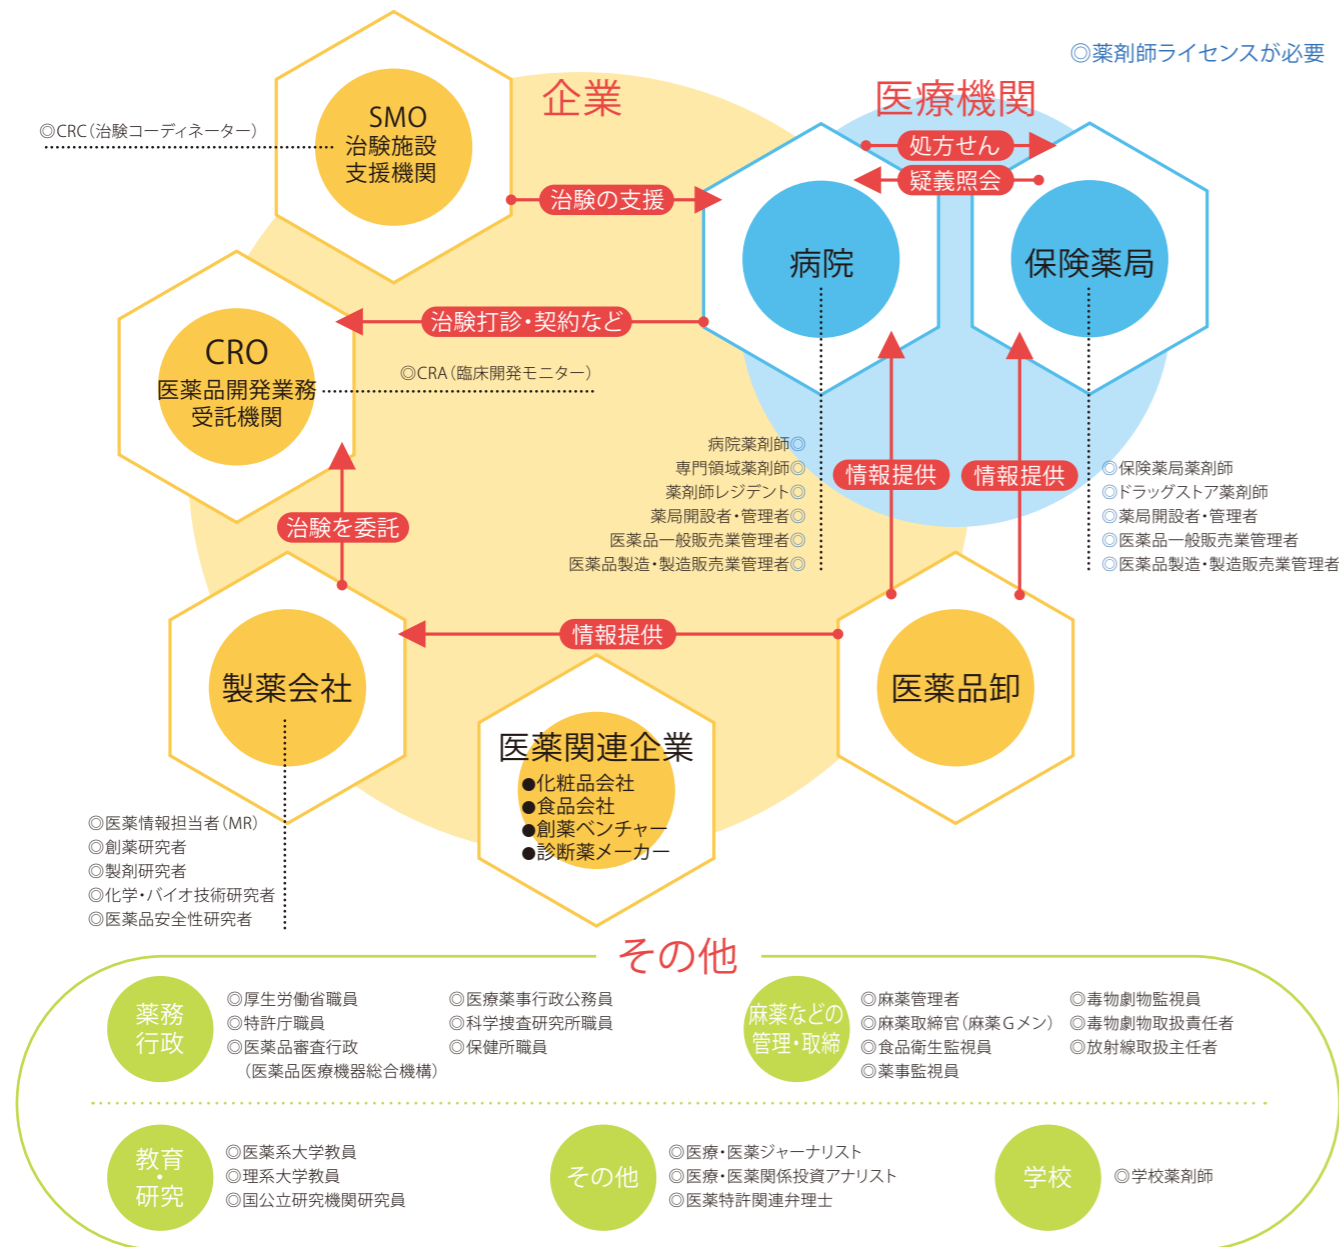 ◎薬剤師ライセンスが必要
企業
医療機関
SMO
治験施設
支援機関
◎CRC(治験コーディネーター)
処方せん
疑義照会
治験の支援
病院
保険薬局
治験打診・契約など
CRO
医薬品開発業務
受託機関
◎CRA(臨床開発モニター)
病院薬剤師◎
専門領域薬剤師◎
薬剤師レジデント◎
薬局開設者・管理者◎
医薬品一般販売業管理者◎
医薬品製造・製造販売業管理者◎
情報提供
情報提供
◎保険薬局薬剤師
◎ドラッグストア薬剤師
◎薬局開設者・管理者
◎医薬品一般販売業管理者
◎医薬品製造・製造販売業管理者
治験を委託
情報提供
製薬会社
医薬品卸
医薬関連企業
●化粧品会社
●食品会社
●創薬ベンチャー
●診断薬メーカー
◎医薬情報担当者(MR)
◎創薬研究者
◎製剤研究者
◎化学・バイオ技術研究者
◎医薬品安全性研究者
その他
薬務
行政
◎厚生労働省職員
◎特許庁職員
◎医薬品審査行政
(医薬品医療機器総合機構)
◎医療薬事行政公務員
◎科学捜査研究所職員
◎保健所職員
麻薬などの
管理・取締
◎麻薬管理者
◎麻薬取締官(麻薬Gメン)
◎食品衛生監視員
◎薬事監視員
◎毒物劇物監視員
◎毒物劇物取扱責任者
◎放射線取扱主任者
教育
・
研究
◎医薬系大学教員
◎理系大学教員
◎国公立研究機関研究員
その他
◎医療・医薬ジャーナリスト
◎医療・医薬関係投資アナリスト
◎医薬特許関連弁理士
学校
◎学校薬剤師